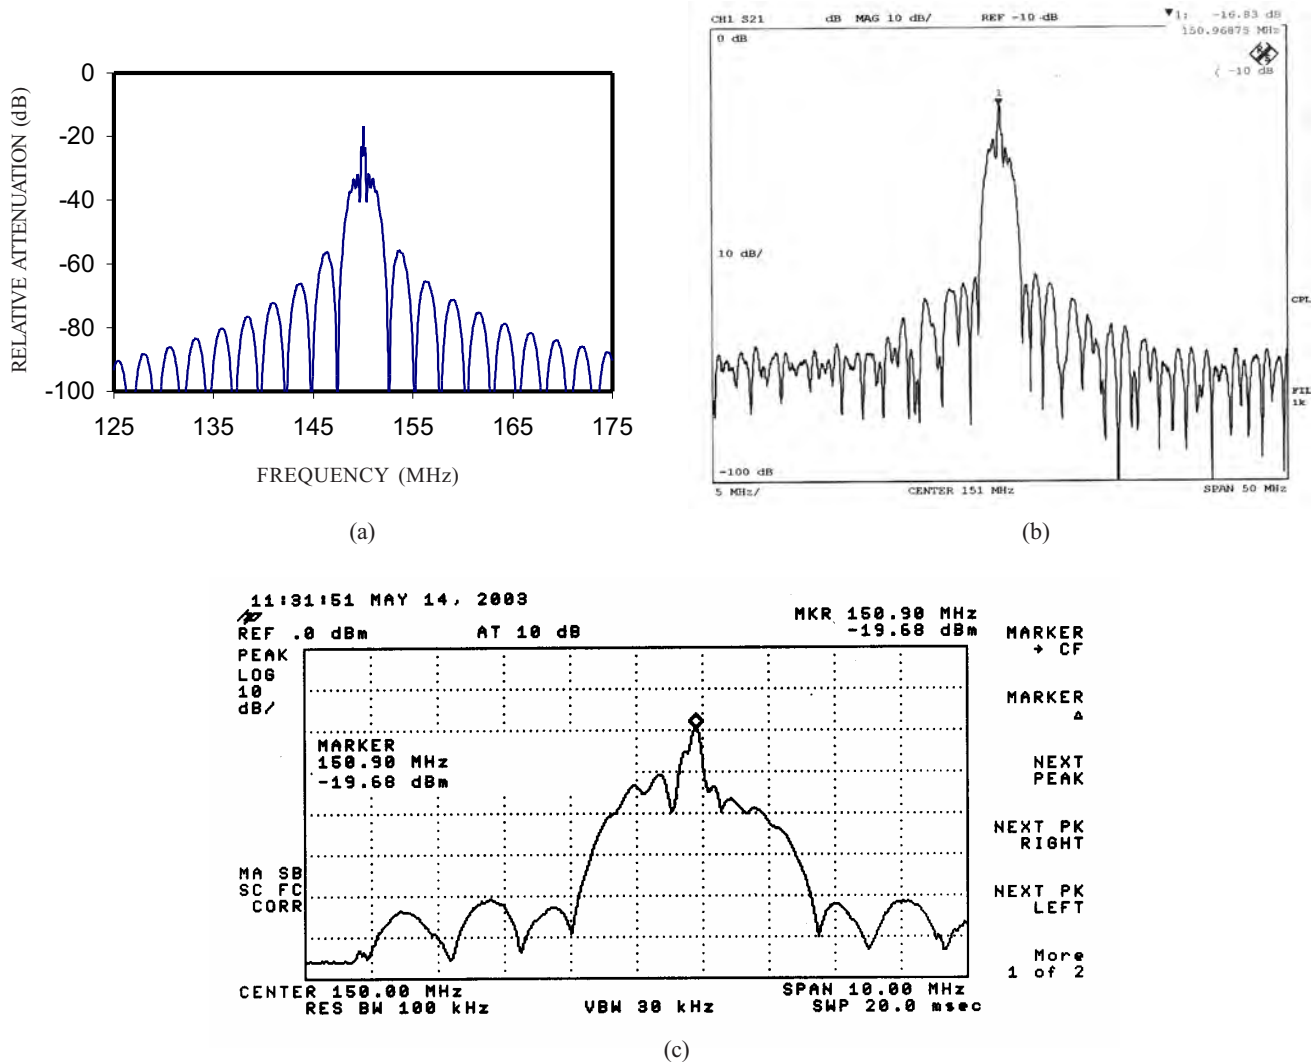 RELATIVE ATTENUATION (dB)
0
-20
-40
-60
-80
-100
125 135 145 155 165 175
FREQUENCY (MHz)
(a)
CH1 S21 dB MAG 10 dB/ REF -10 dB 1: -16.83 dB
150.96875 MHz
0 dB
1
( -10 dB
10 dB/
CPL
FIL
1k
-100 dB
5 MHz/ CENTER 151 MHz SPAN 50 MHz
(b)
11:31:51 MAY 14, 2003
hp
REF .0 dBm AT 10 dB
MKR 150.90 MHz
-19.68 dBm
PEAK
LOG
10
dB/
MARKER
150.90 MHz
-19.68 dBm
MA SB
SC FC
CORR
MARKER
→ CF
MARKER
Δ
NEXT
PEAK
NEXT PK
RIGHT
NEXT PK
LEFT
More
1 of 2
CENTER 150.00 MHz SPAN 10.00 MHz
RES BW 100 kHz VBW 30 kHz SWP 20.0 msec
(c)